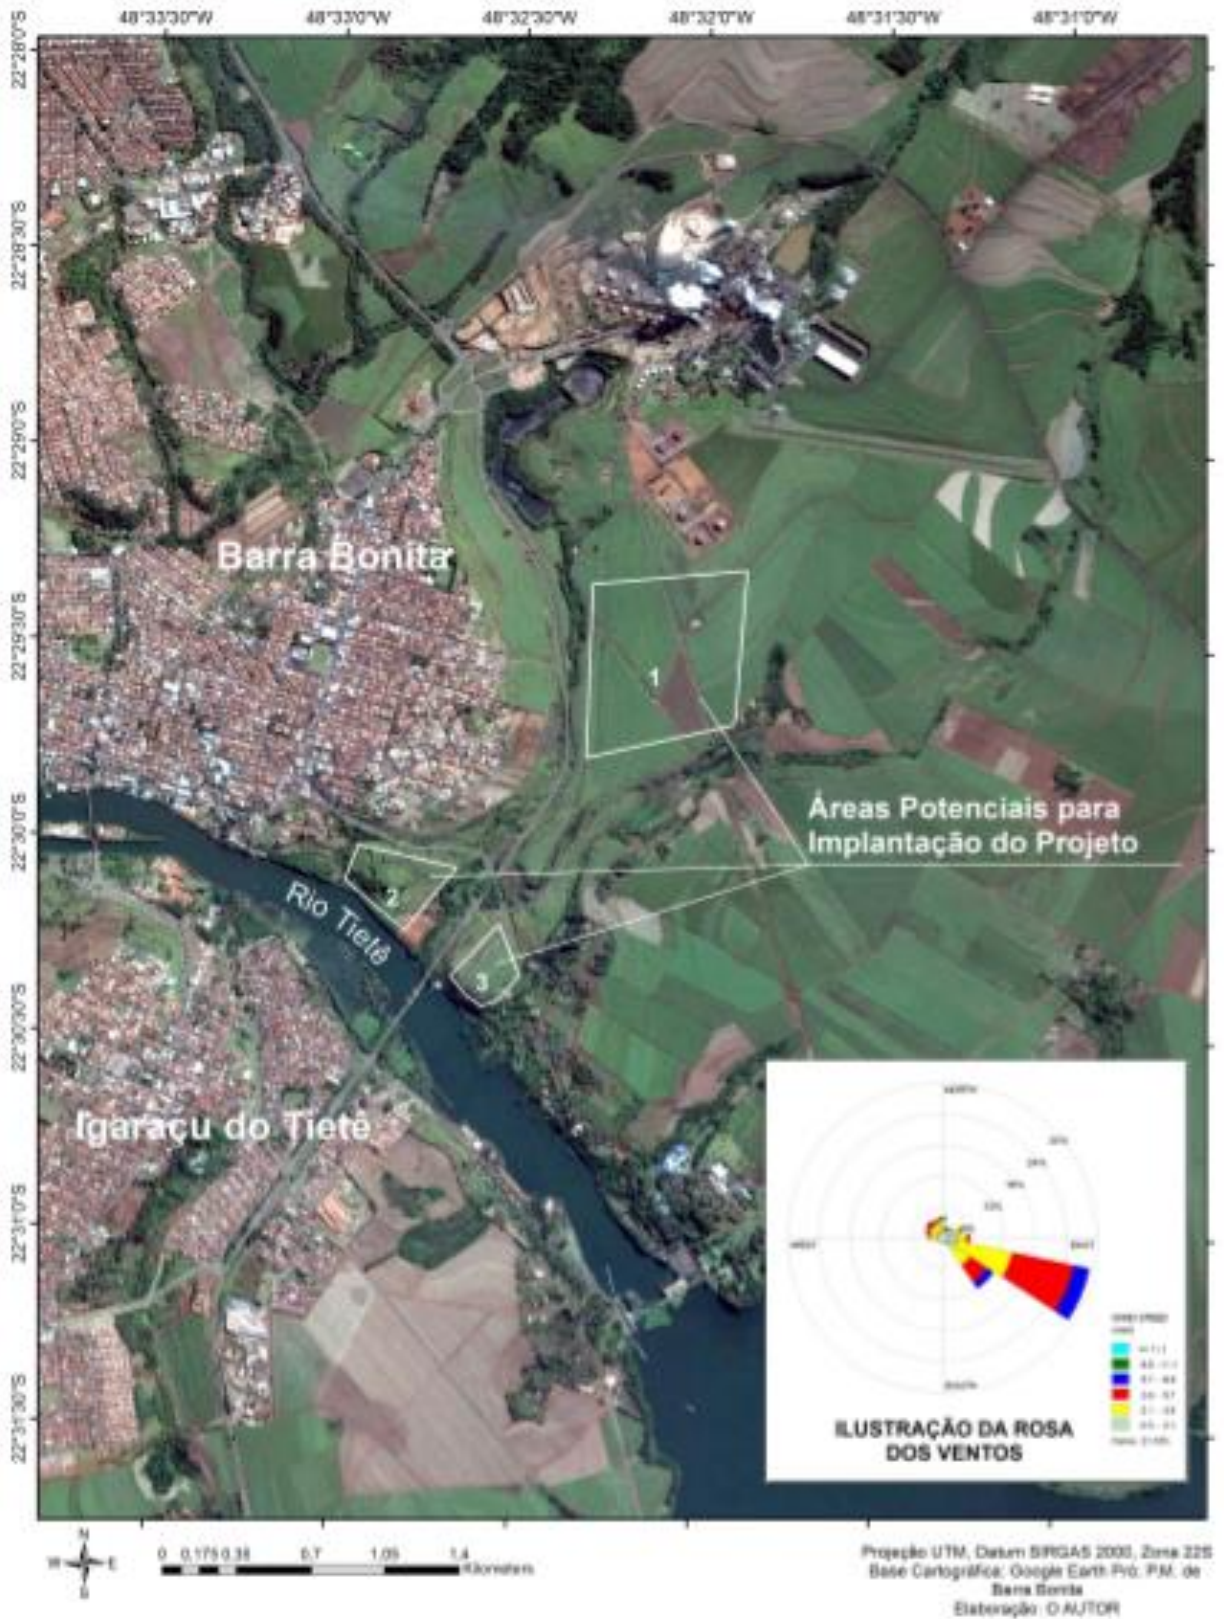 48°33'30"W 48°33'0"W 48°32'30"W 48°32'0"W 48°31'30"W 48°31'0"W
22°28'0"S
22°28'30"S
22°29'0"S
22°29'30"S
22°30'0"S
22°30'30"S
22°31'0"S
22°31'30"S
Barra Bonita
1
Áreas Potenciais para
Implantação do Projeto
2
Rio Tietê
3
Igaraçu do Tietê
NORTH
WEST
EAST
SOUTH
ILUSTRAÇÃO DA ROSA
DOS VENTOS
N
W E
S
0 0,175 0,35 0,7 1,05 1,4
Kilometers
Projeção UTM, Datum SIRGAS 2000, Zona 22S
Base Cartográfica: Google Earth Pro; P.M. de
Barra Bonita
Elaboração: O AUTOR